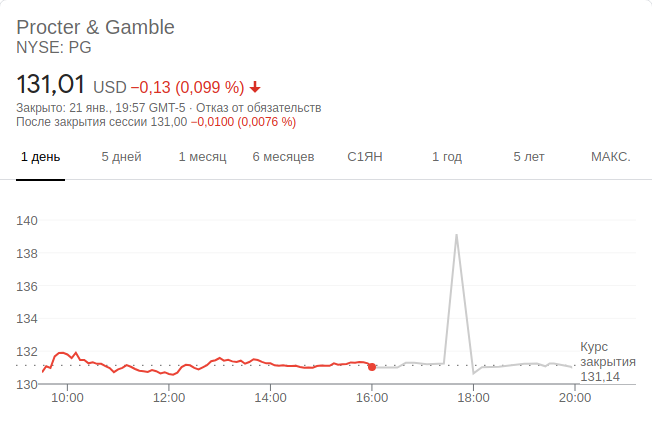 Procter & Gamble
NYSE: PG
131,01 USD −0,13 (0,099 %)
Закрыто: 21 янв., 19:57 GMT-5 · Отказ от обязательств
После закрытия сессии 131,00 −0,0100 (0,0076 %)
1 день 5 дней 1 месяц 6 месяцев С1ЯН 1 год 5 лет МАКС.
140
138
136
134
132
130
Курс
закрытия
131,14
10:00 12:00 14:00 16:00 18:00 20:00